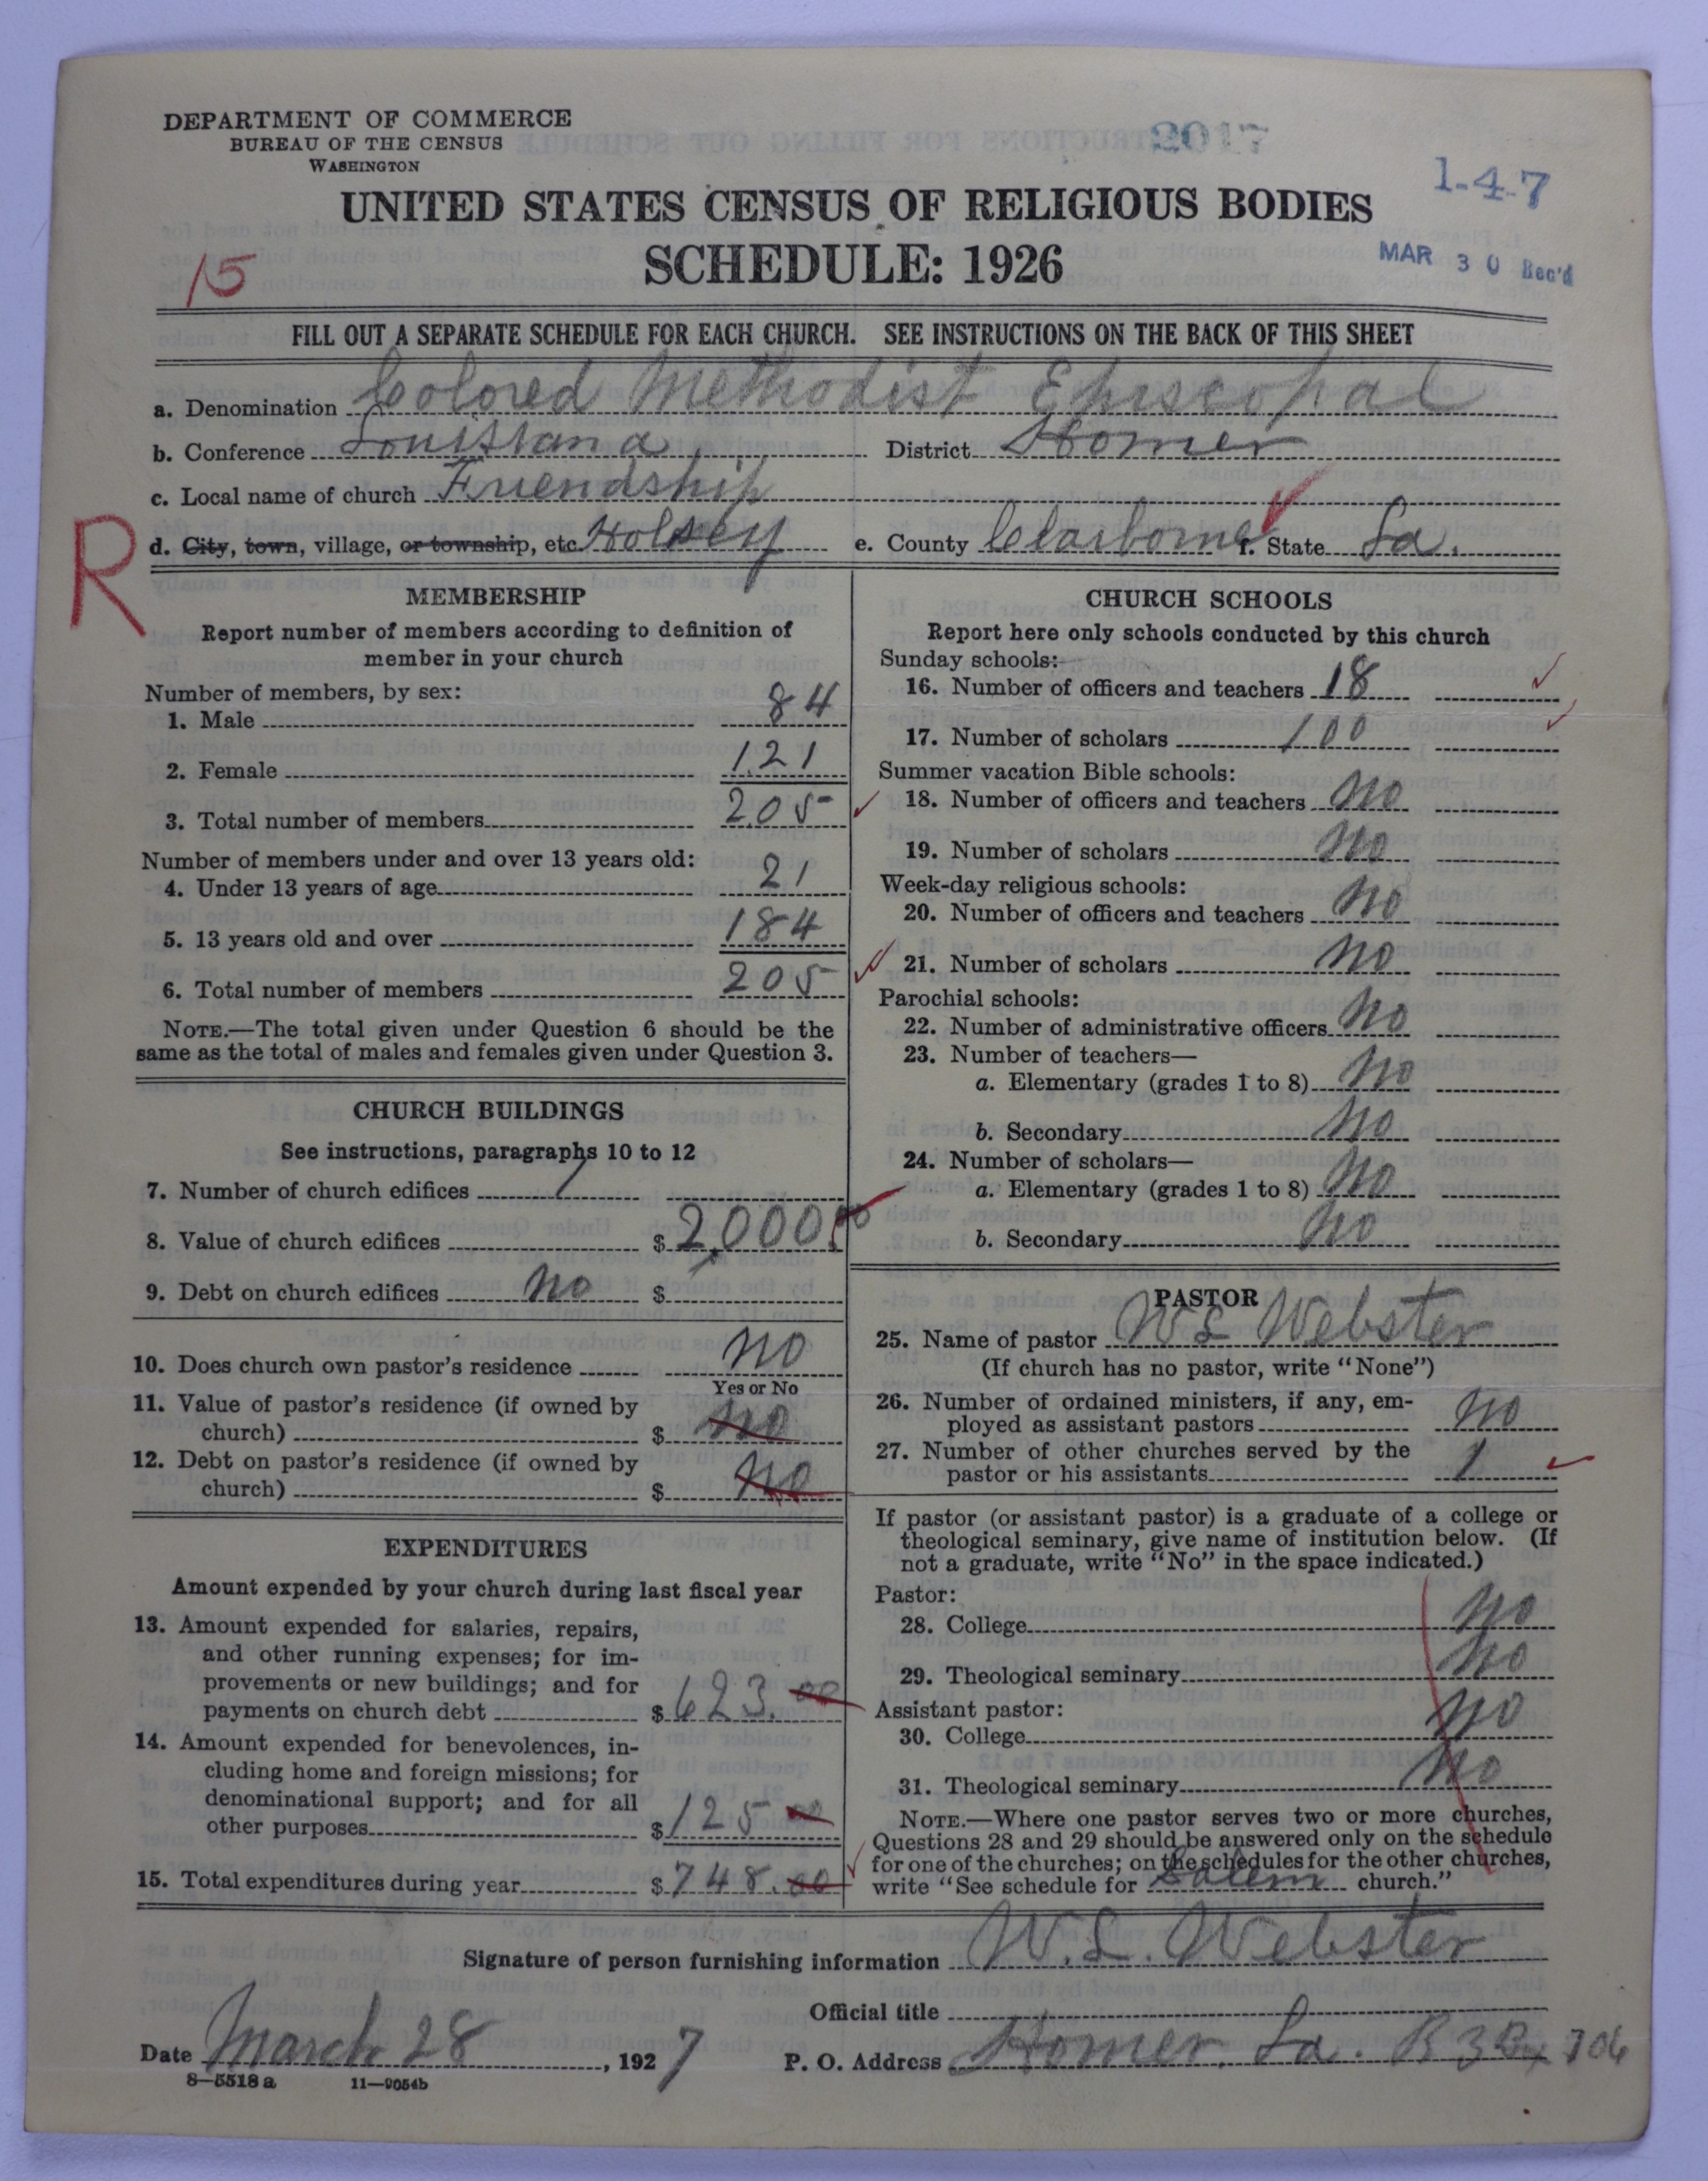 DEPARTMENT OF COMMERCE
BUREAU OF THE CENSUS
WASHINGTON
2017
1-4-7
UNITED STATES CENSUS OF RELIGIOUS BODIES
SCHEDULE: 1926
MAR 30 Rec'd
15
FILL OUT A SEPARATE SCHEDULE FOR EACH CHURCH. SEE INSTRUCTIONS ON THE BACK OF THIS SHEET
a. Denomination Colored Methodist Episcopal
b. Conference Louisiana District Homer
c. Local name of church Friendship
R
d. City, town, village, or township, etc. Holsey e. County Claiborne f. State La.
MEMBERSHIP
Report number of members according to definition of
member in your church
Number of members, by sex:
1. Male 84
2. Female 121
3. Total number of members 205
Number of members under and over 13 years old:
4. Under 13 years of age 21
5. 13 years old and over 184
6. Total number of members 205
NOTE.—The total given under Question 6 should be the
same as the total of males and females given under Question 3.
CHURCH BUILDINGS
See instructions, paragraphs 10 to 12
7. Number of church edifices 1
8. Value of church edifices $ 2,000.00
9. Debt on church edifices no $
10. Does church own pastor's residence no
Yes or No
11. Value of pastor's residence (if owned by
church) $ no
12. Debt on pastor's residence (if owned by
church) $ no
EXPENDITURES
Amount expended by your church during last fiscal year
13. Amount expended for salaries, repairs,
and other running expenses; for im-
provements or new buildings; and for
payments on church debt $ 623.00
14. Amount expended for benevolences, in-
cluding home and foreign missions; for
denominational support; and for all
other purposes $ 125 00
15. Total expenditures during year $ 748.00
CHURCH SCHOOLS
Report here only schools conducted by this church
Sunday schools:
16. Number of officers and teachers 18
17. Number of scholars 100
Summer vacation Bible schools:
18. Number of officers and teachers no
19. Number of scholars no
Week-day religious schools:
20. Number of officers and teachers no
21. Number of scholars no
Parochial schools:
22. Number of administrative officers no
23. Number of teachers—
a. Elementary (grades 1 to 8) no
b. Secondary no
24. Number of scholars—
a. Elementary (grades 1 to 8) no
b. Secondary no
PASTOR
25. Name of pastor W L Webster
(If church has no pastor, write "None")
26. Number of ordained ministers, if any, em-
ployed as assistant pastors no
27. Number of other churches served by the
pastor or his assistants 1
If pastor (or assistant pastor) is a graduate of a college or
theological seminary, give name of institution below. (If
not a graduate, write "No" in the space indicated.)
Pastor:
28. College no
29. Theological seminary no
Assistant pastor:
30. College no
31. Theological seminary no
NOTE.—Where one pastor serves two or more churches,
Questions 28 and 29 should be answered only on the schedule
for one of the churches; on the schedules for the other churches,
write "See schedule for Salem church."
Signature of person furnishing information W. L. Webster
Official title
Date March 28, 1927 P. O. Address Homer, La. R 3 Bx 306
8—5518 a 11—9054b